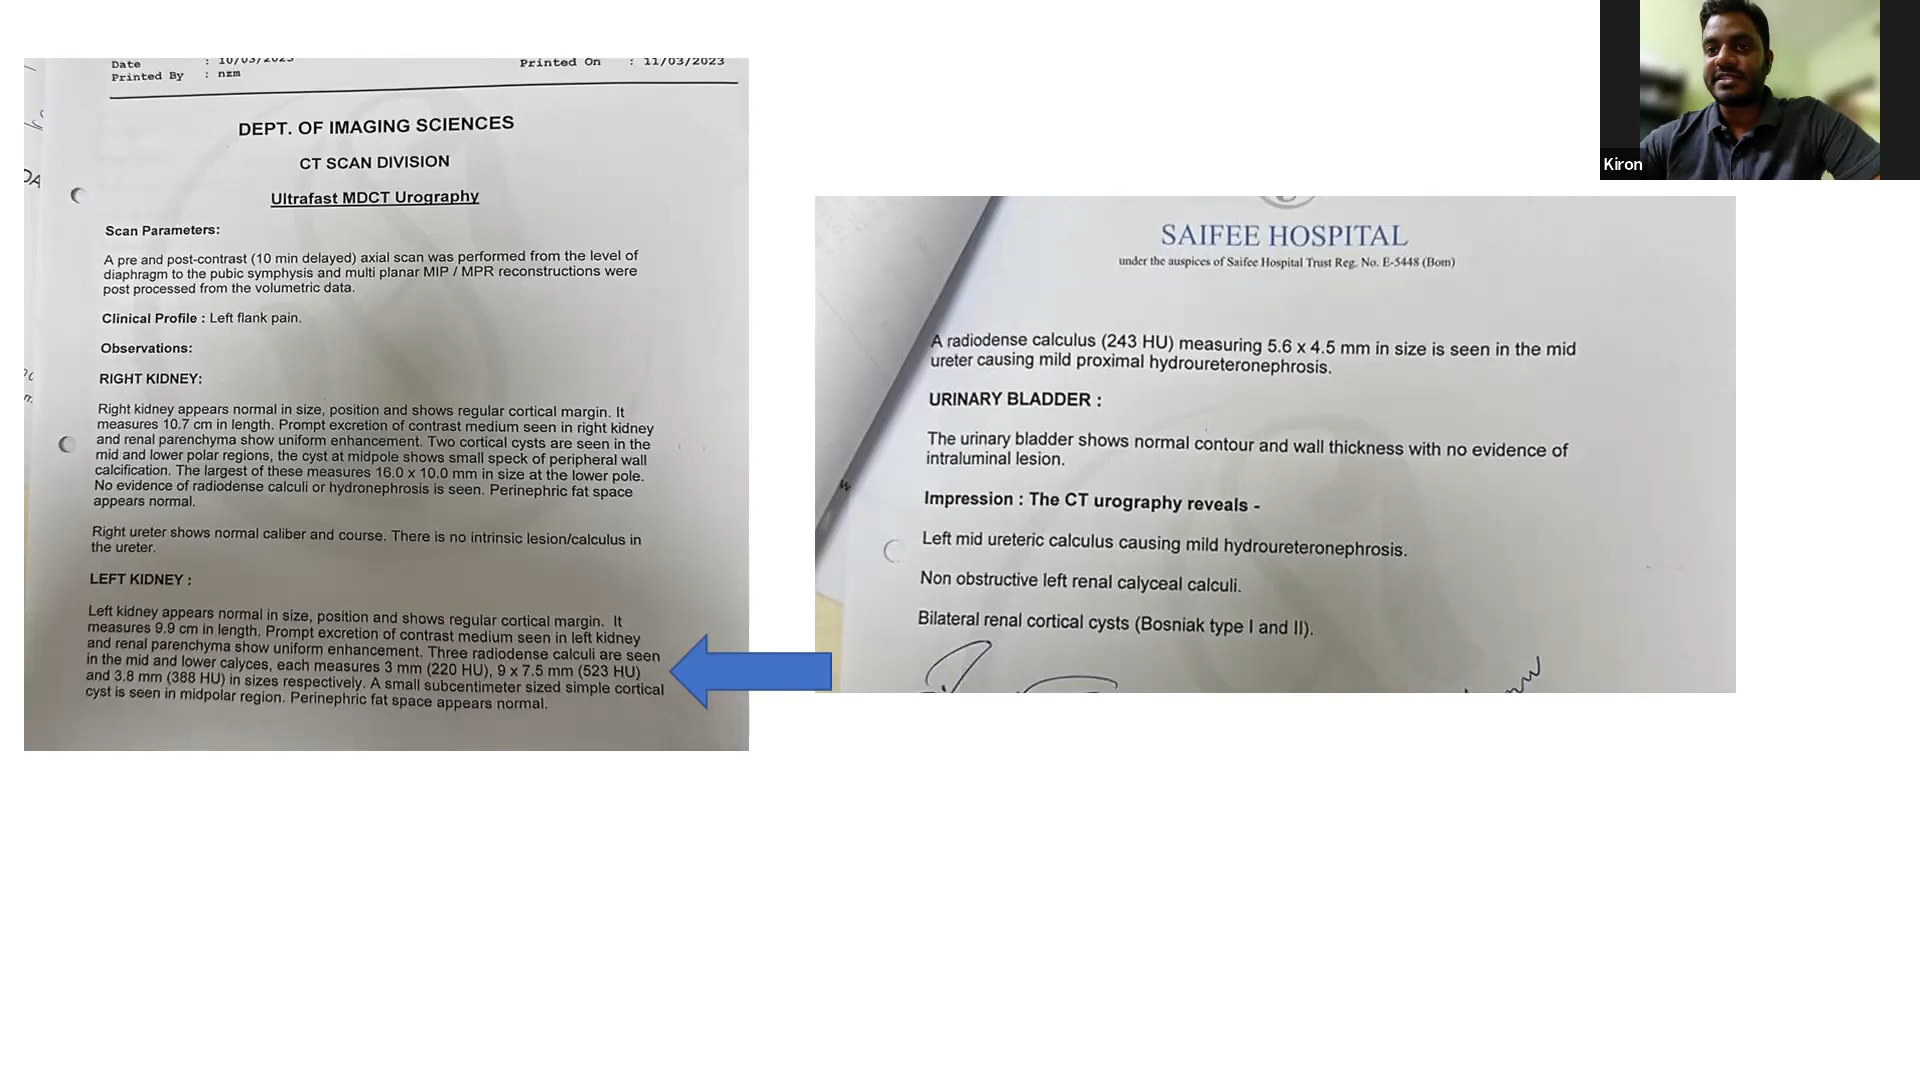 Date : 10/03/2023
Printed On : 11/03/2023
Printed By : nzm
DEPT. OF IMAGING SCIENCES
CT SCAN DIVISION
Ultrafast MDCT Urography
Scan Parameters:
A pre and post-contrast (10 min delayed) axial scan was performed from the level of
diaphragm to the pubic symphysis and multi planar MIP / MPR reconstructions were
post processed from the volumetric data.
Clinical Profile : Left flank pain.
Observations:
RIGHT KIDNEY:
Right kidney appears normal in size, position and shows regular cortical margin. It
measures 10.7 cm in length. Prompt excretion of contrast medium seen in right kidney
and renal parenchyma show uniform enhancement. Two cortical cysts are seen in the
mid and lower polar regions, the cyst at midpole shows small speck of peripheral wall
calcification. The largest of these measures 16.0 x 10.0 mm in size at the lower pole.
No evidence of radiodense calculi or hydronephrosis is seen. Perinephric fat space
appears normal.
Right ureter shows normal caliber and course. There is no intrinsic lesion/calculus in
the ureter.
LEFT KIDNEY :
Left kidney appears normal in size, position and shows regular cortical margin. It
measures 9.9 cm in length. Prompt excretion of contrast medium seen in left kidney
and renal parenchyma show uniform enhancement. Three radiodense calculi are seen
in the mid and lower calyces, each measures 3 mm (220 HU), 9 x 7.5 mm (523 HU)
and 3.8 mm (388 HU) in sizes respectively. A small subcentimeter sized simple cortical
cyst is seen in midpolar region. Perinephric fat space appears normal.
SAIFEE HOSPITAL
under the auspices of Saifee Hospital Trust Reg. No. E-5448 (Bom)
A radiodense calculus (243 HU) measuring 5.6 x 4.5 mm in size is seen in the mid
ureter causing mild proximal hydroureteronephrosis.
URINARY BLADDER :
The urinary bladder shows normal contour and wall thickness with no evidence of
intraluminal lesion.
Impression : The CT urography reveals -
Left mid ureteric calculus causing mild hydroureteronephrosis.
Non obstructive left renal calyceal calculi.
Bilateral renal cortical cysts (Bosniak type I and II).
Kiron